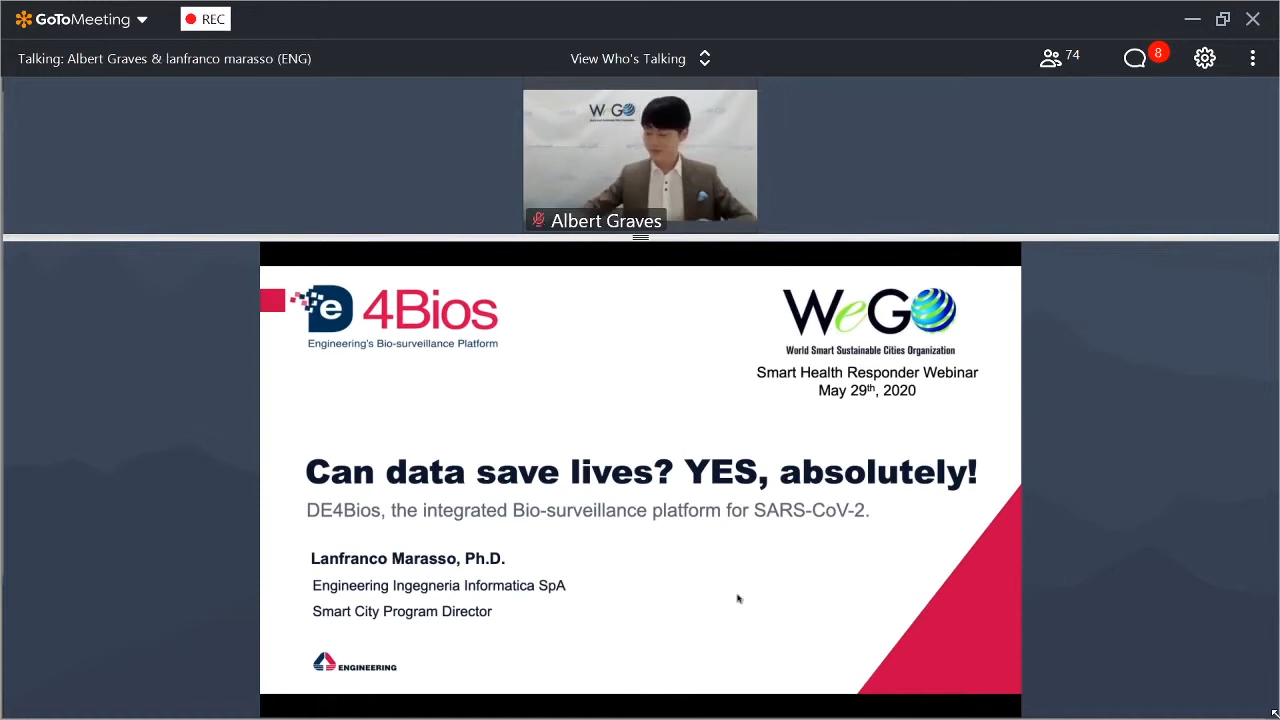 GoToMeeting
REC
Talking: Albert Graves & lanfranco marasso (ENG)
View Who's Talking
74
8
WeGO
Albert Graves
De 4Bios
Engineering's Bio-surveillance Platform
WeGO
World Smart Sustainable Cities Organization
Smart Health Responder Webinar
May 29th, 2020
Can data save lives? YES, absolutely!
DE4Bios, the integrated Bio-surveillance platform for SARS-CoV-2.
Lanfranco Marasso, Ph.D.
Engineering Ingegneria Informatica SpA
Smart City Program Director
ENGINEERING